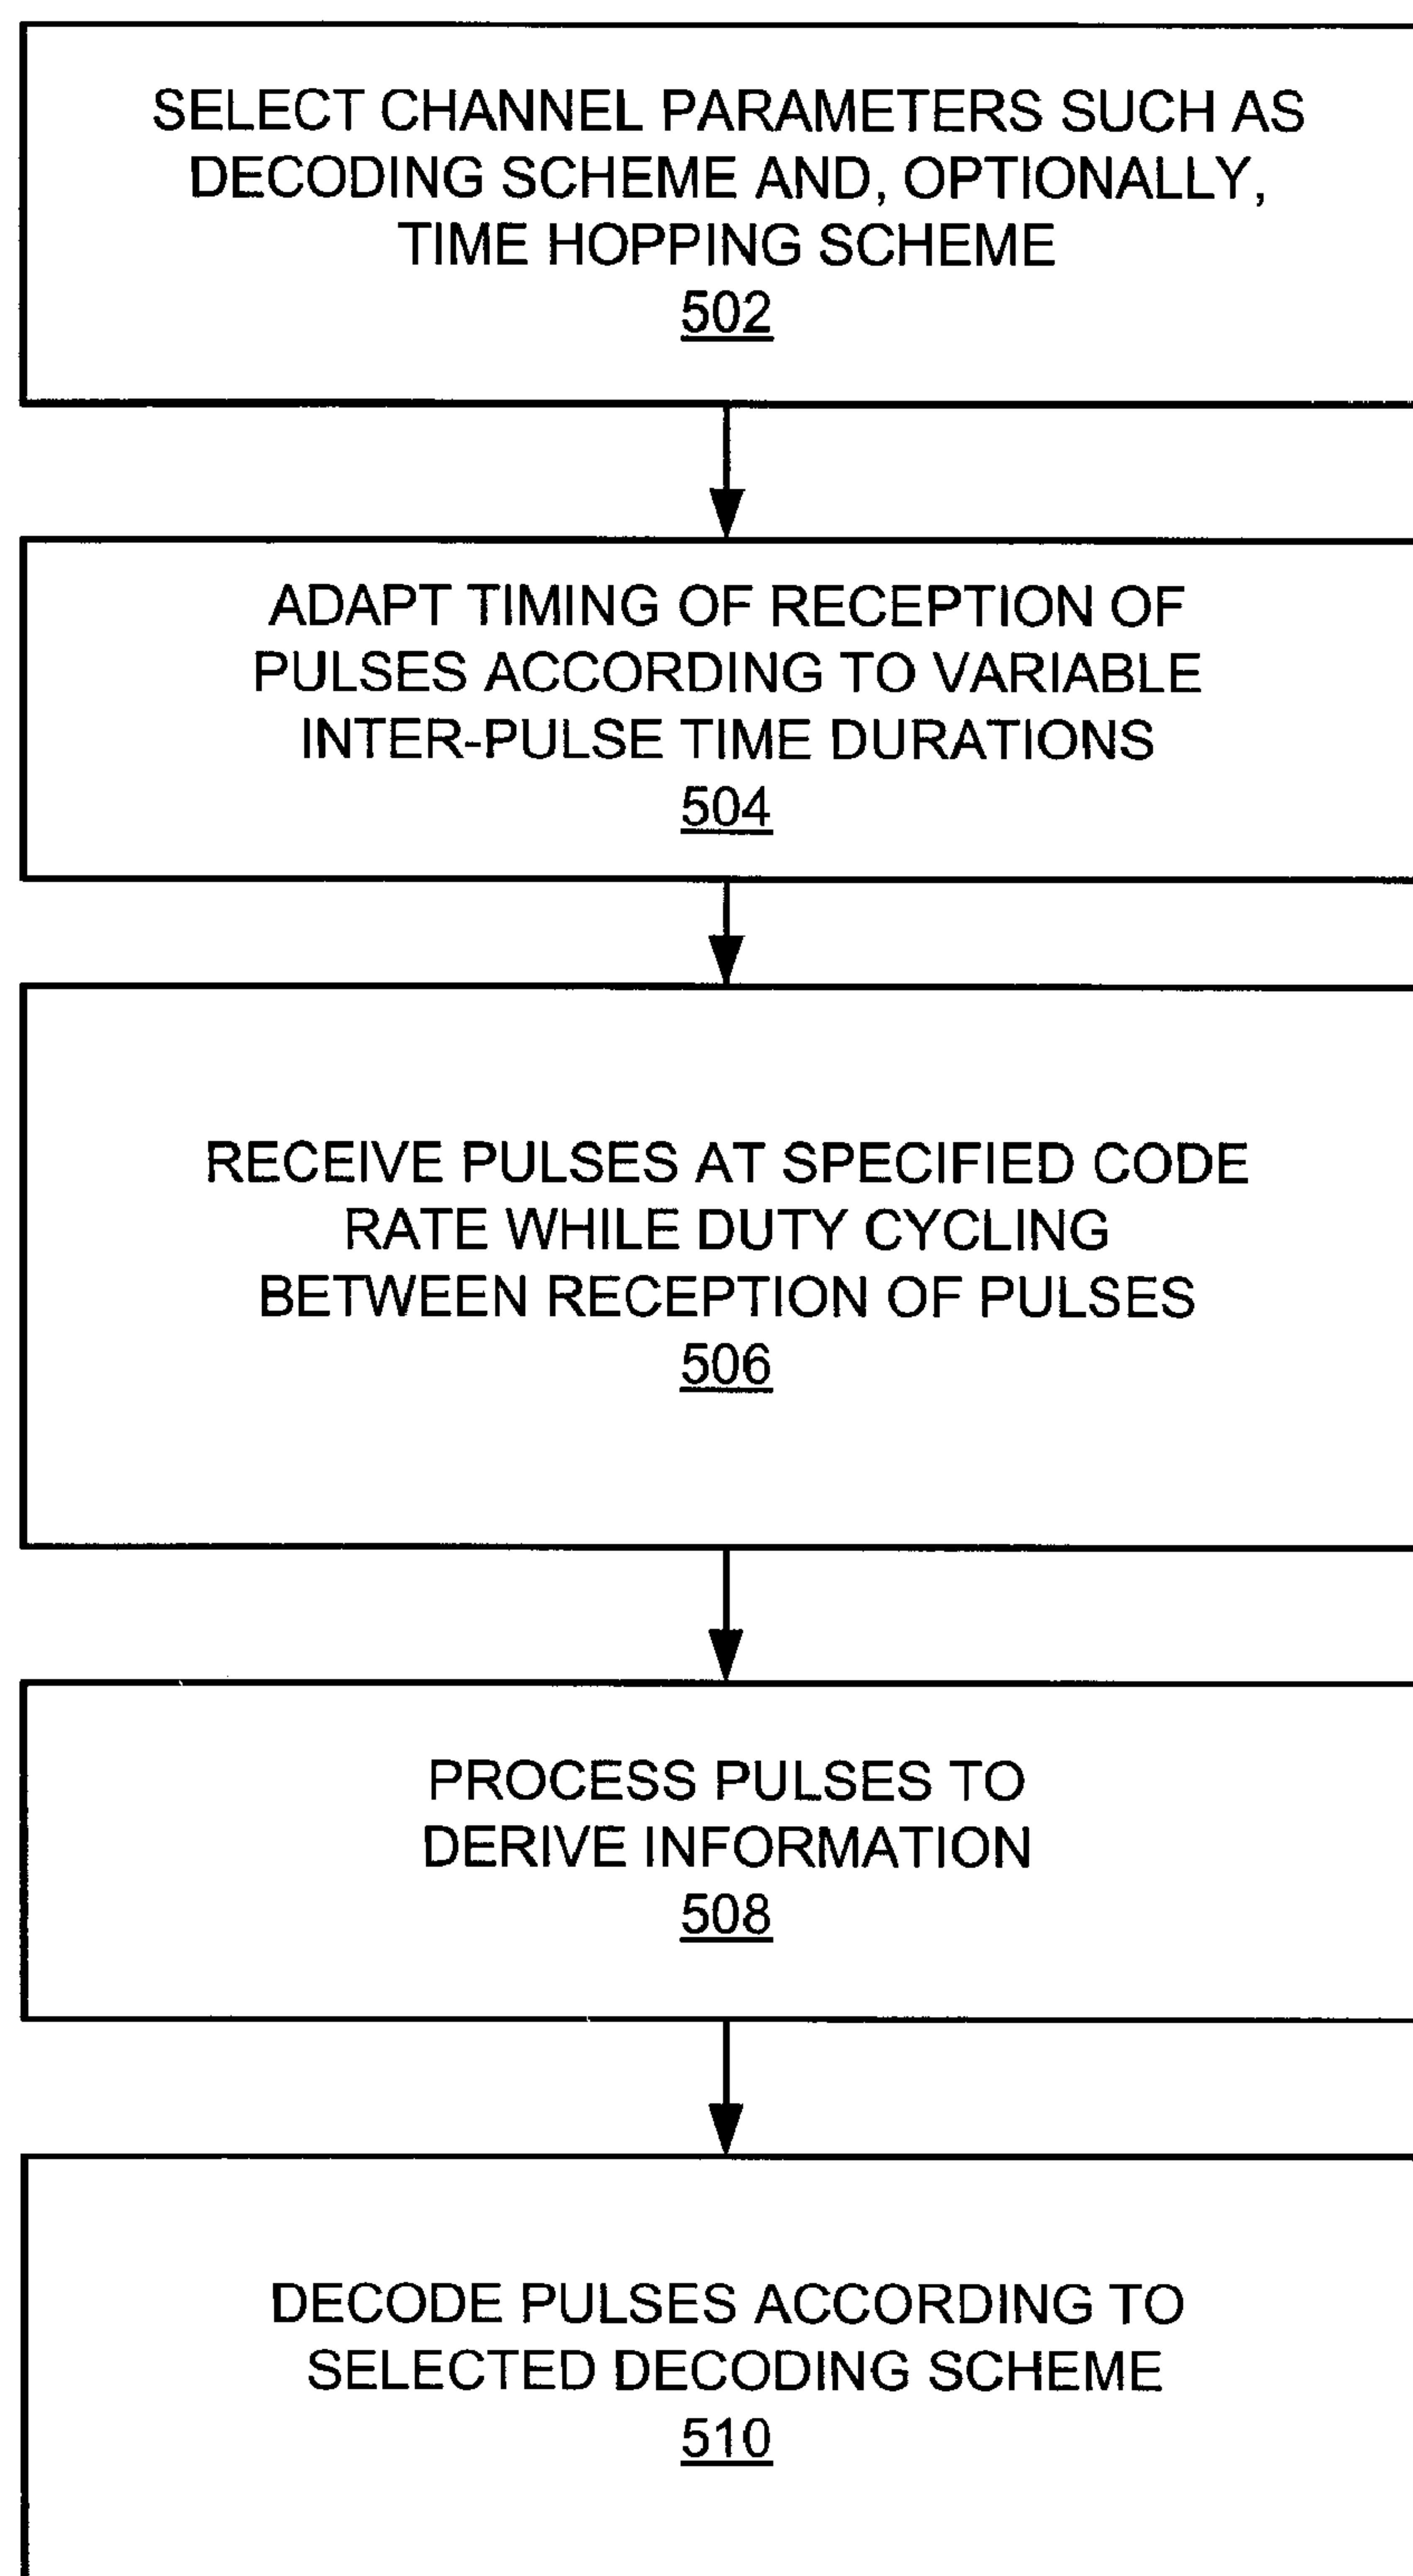 SELECT CHANNEL PARAMETERS SUCH AS
DECODING SCHEME AND, OPTIONALLY,
TIME HOPPING SCHEME
502
ADAPT TIMING OF RECEPTION OF
PULSES ACCORDING TO VARIABLE
INTER-PULSE TIME DURATIONS
504
RECEIVE PULSES AT SPECIFIED CODE
RATE WHILE DUTY CYCLING
BETWEEN RECEPTION OF PULSES
506
PROCESS PULSES TO
DERIVE INFORMATION
508
DECODE PULSES ACCORDING TO
SELECTED DECODING SCHEME
510